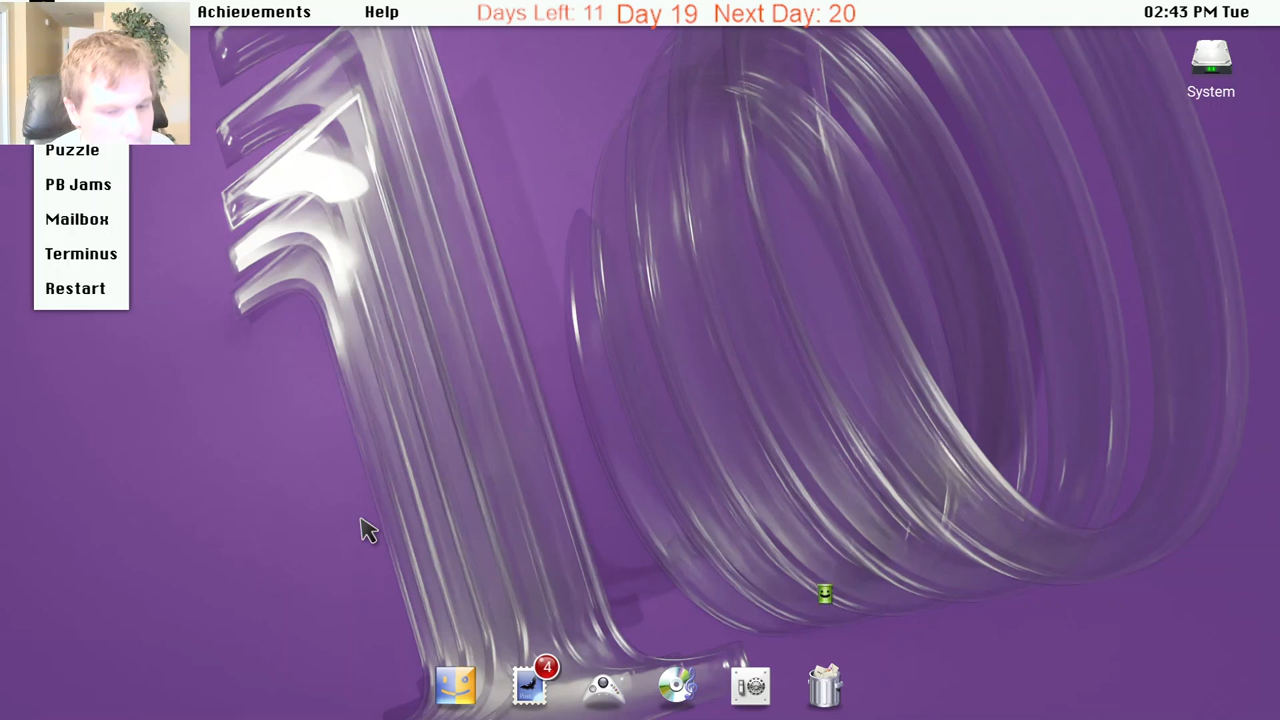 Achievements Help Days Left: 11 Day 19 Next Day: 20 02:43 PM Tue
System
Puzzle
PB Jams
Mailbox
Terminus
Restart
4